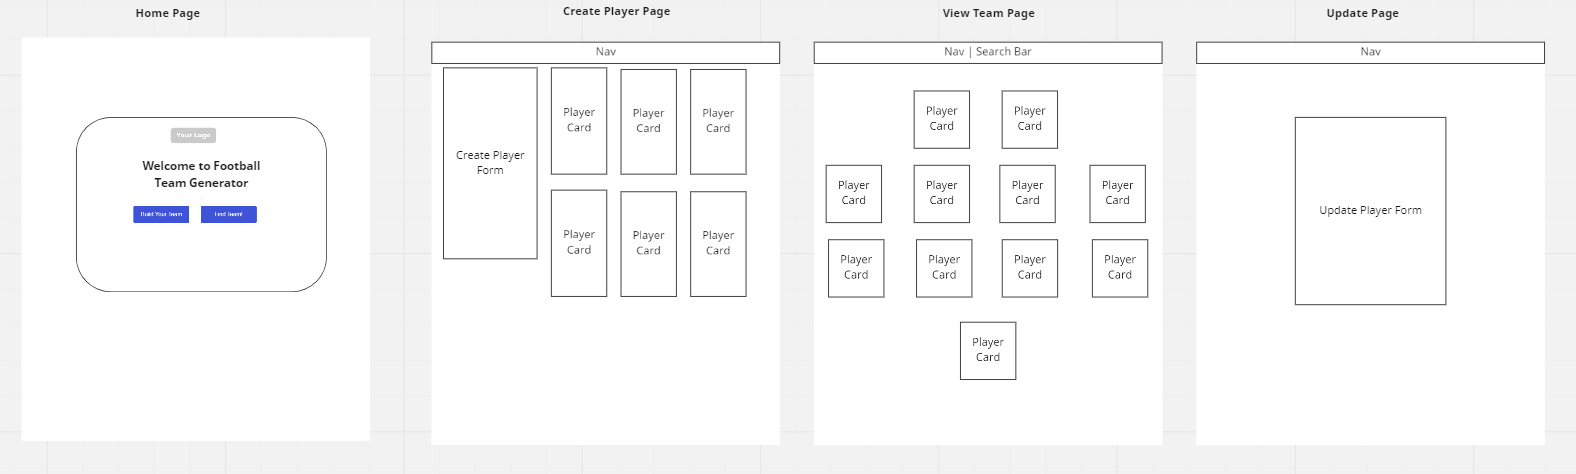 Home Page
Create Player Page
View Team Page
Update Page
Your Logo
Welcome to Football
Team Generator
Build Your Team
Find Team!
Nav
Create Player
Form
Player
Card
Player
Card
Player
Card
Player
Card
Player
Card
Player
Card
Nav | Search Bar
Player
Card
Player
Card
Player
Card
Player
Card
Player
Card
Player
Card
Player
Card
Player
Card
Player
Card
Player
Card
Player
Card
Nav
Update Player Form